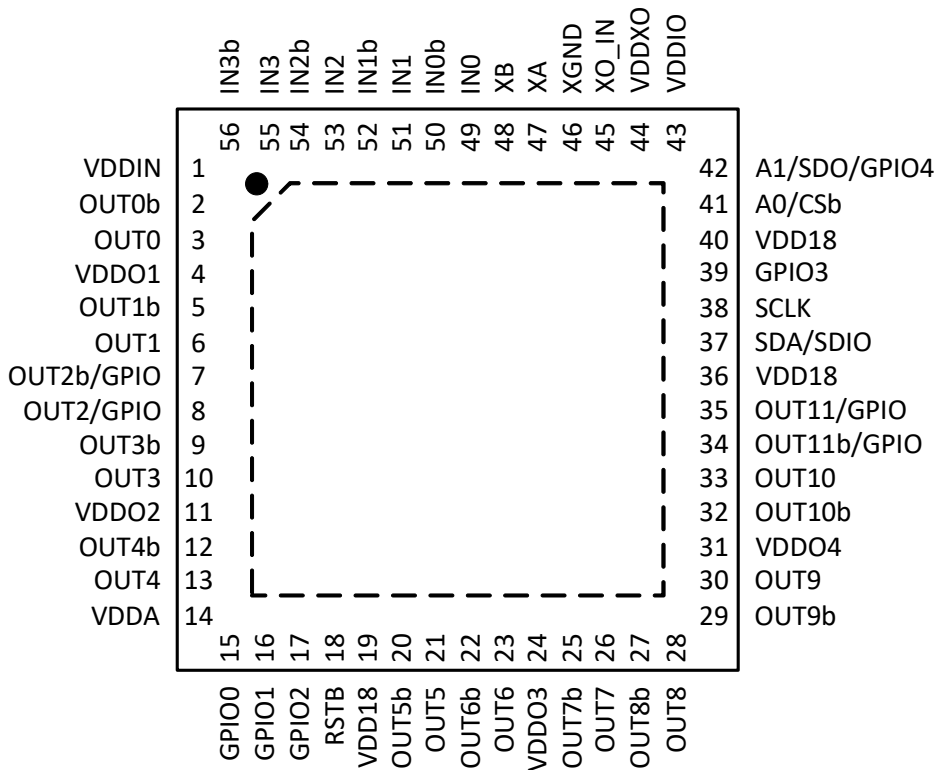 IN3b
IN3
IN2b
IN2
IN1b
IN1
IN0b
IN0
XB
XA
XGND
XO_IN
VDDXO
VDDIO
56
55
54
53
52
51
50
49
48
47
46
45
44
43
VDDIN 1
OUT0b 2
OUT0 3
VDDO1 4
OUT1b 5
OUT1 6
OUT2b/GPIO 7
OUT2/GPIO 8
OUT3b 9
OUT3 10
VDDO2 11
OUT4b 12
OUT4 13
VDDA 14
42 A1/SDO/GPIO4
41 A0/CSb
40 VDD18
39 GPIO3
38 SCLK
37 SDA/SDIO
36 VDD18
35 OUT11/GPIO
34 OUT11b/GPIO
33 OUT10
32 OUT10b
31 VDDO4
30 OUT9
29 OUT9b
15
16
17
18
19
20
21
22
23
24
25
26
27
28
GPIO0
GPIO1
GPIO2
RSTB
VDD18
OUT5b
OUT5
OUT6b
OUT6
VDDO3
OUT7b
OUT7
OUT8b
OUT8